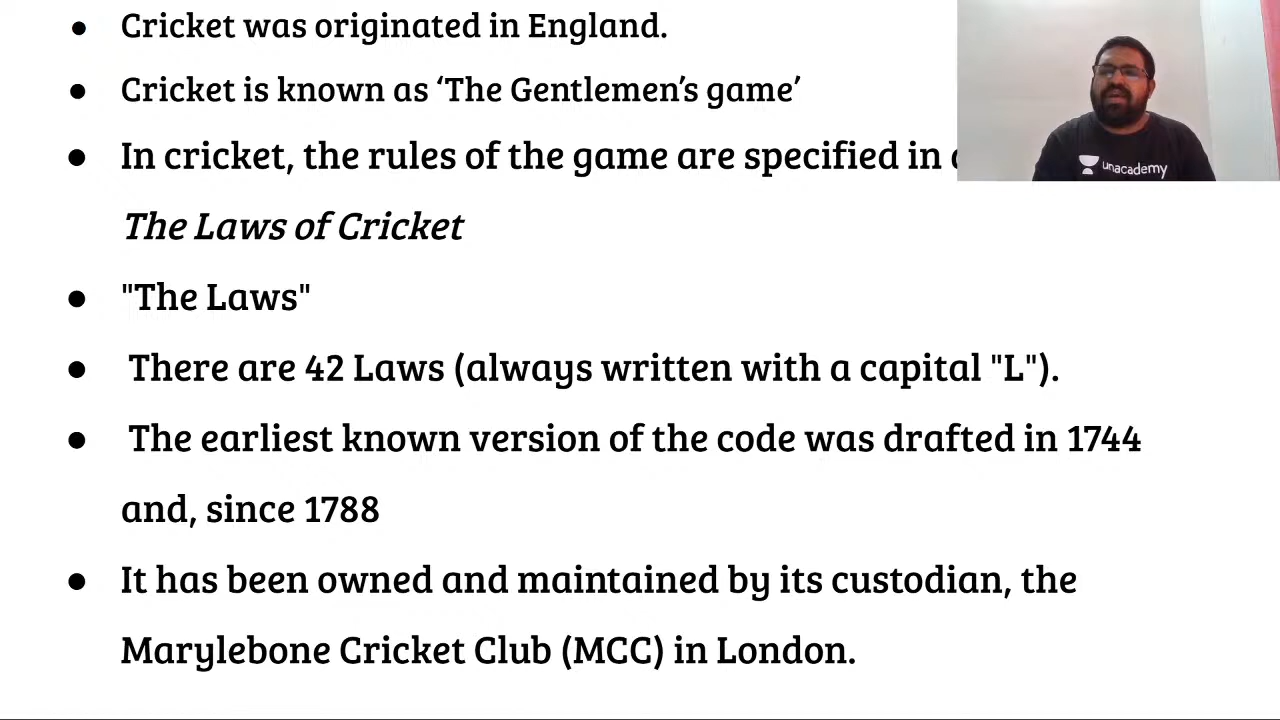 ● Cricket was originated in England.
● Cricket is known as ‘The Gentlemen’s game’
● In cricket, the rules of the game are specified in
The Laws of Cricket
● "The Laws"
● There are 42 Laws (always written with a capital "L").
● The earliest known version of the code was drafted in 1744
and, since 1788
● It has been owned and maintained by its custodian, the
Marylebone Cricket Club (MCC) in London.
unacademy